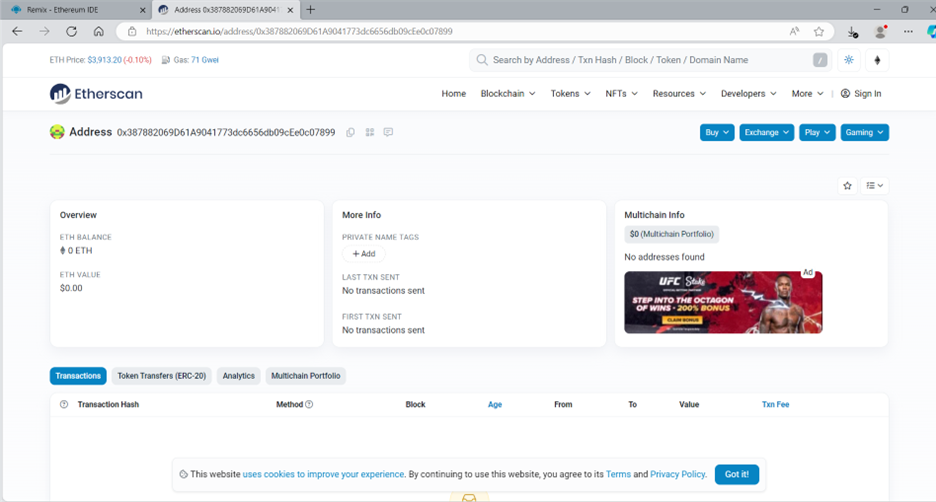 Remix - Ethereum IDE
Address 0x387882069D61A9041
https://etherscan.io/address/0x387882069D61A9041773dc6656db09cEe0c07899
ETH Price: $3,913.20 (-0.10%) Gas: 71 Gwei
Search by Address / Txn Hash / Block / Token / Domain Name /
Etherscan
Home Blockchain Tokens NFTs Resources Developers More | Sign In
Address 0x387882069D61A9041773dc6656db09cEe0c07899
Buy Exchange Play Gaming
Overview
ETH BALANCE
0 ETH
ETH VALUE
$0.00
More Info
PRIVATE NAME TAGS
+ Add
LAST TXN SENT
No transactions sent
FIRST TXN SENT
No transactions sent
Multichain Info
$0 (Multichain Portfolio)
No addresses found
Ad
UFC Stake
STEP INTO THE OCTAGON
OF WINS - 200% BONUS
CLAIM BONUS
Transactions Token Transfers (ERC-20) Analytics Multichain Portfolio
Transaction Hash Method Block Age From To Value Txn Fee
This website uses cookies to improve your experience. By continuing to use this website, you agree to its Terms and Privacy Policy. Got it!